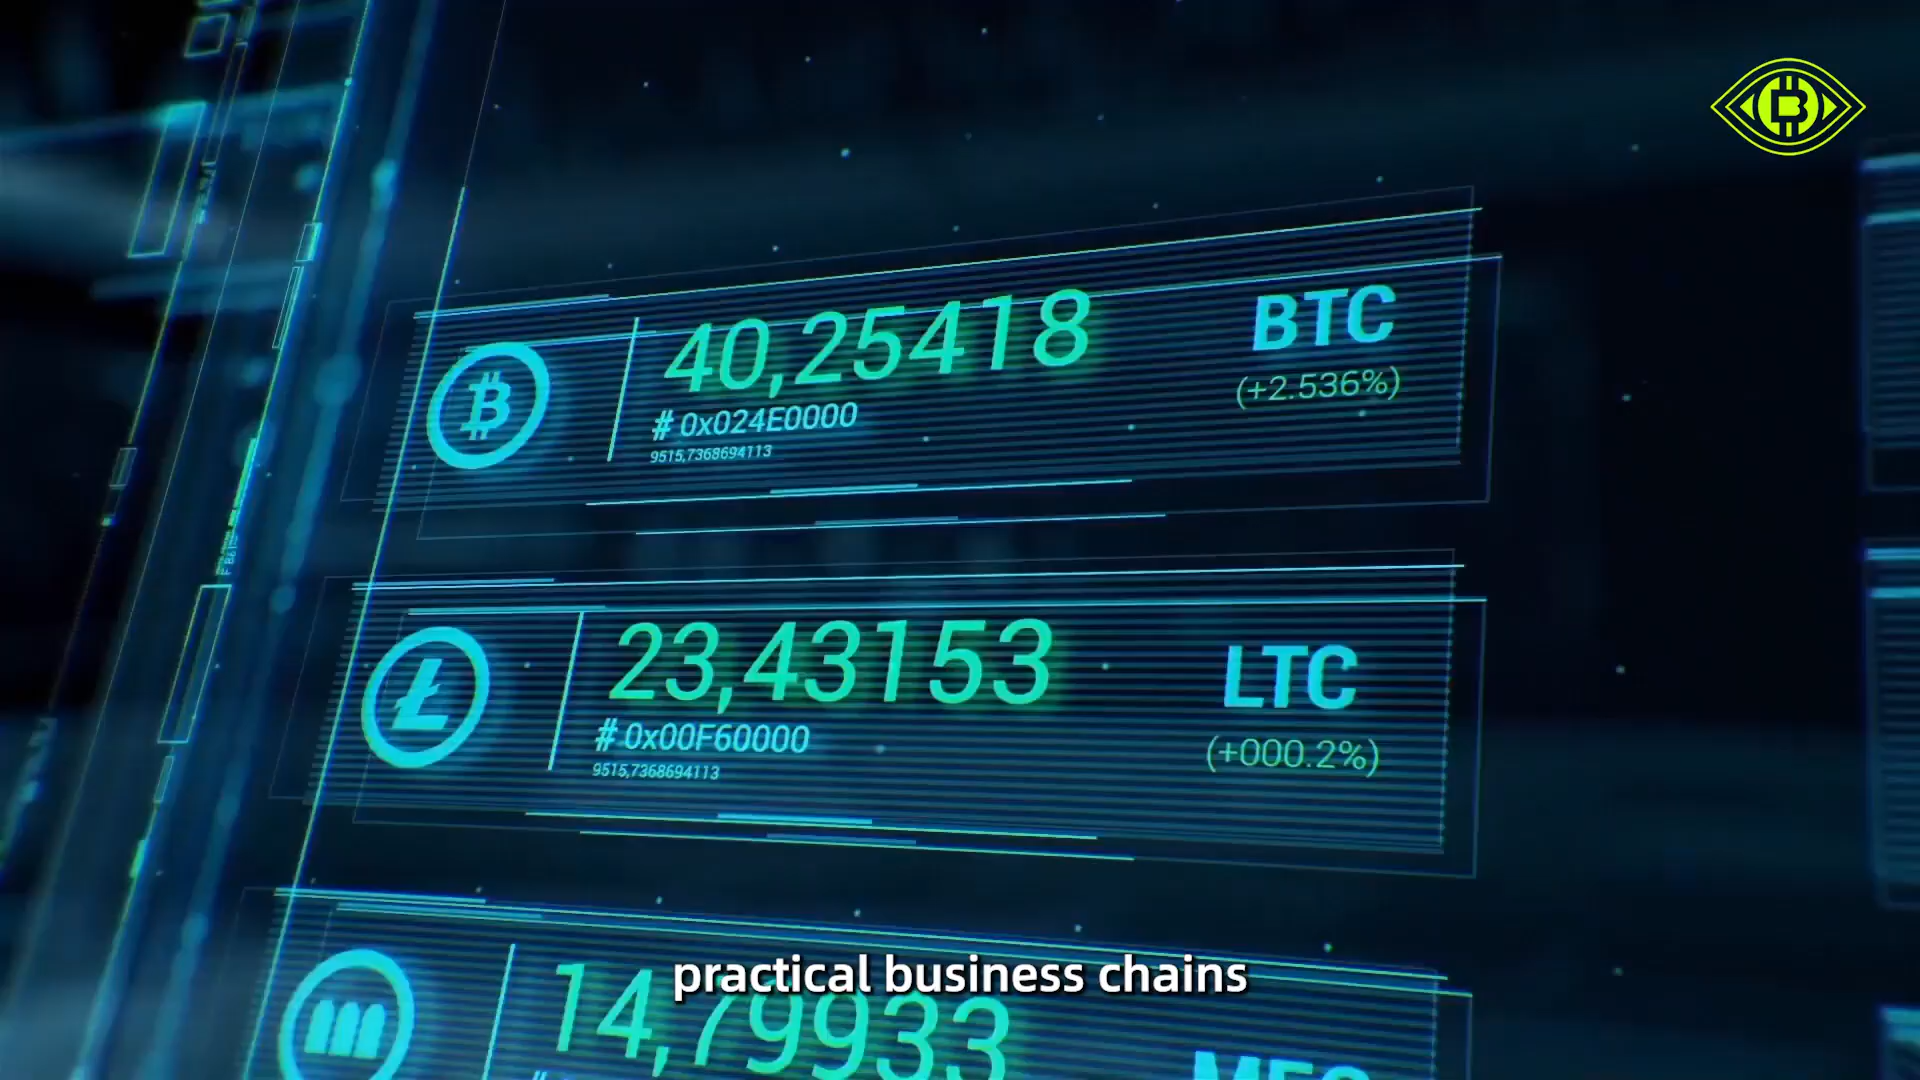 40,25418
BTC
(+2.536%)
# 0x024E0000
9515,7368694113
23,43153
LTC
(+000.2%)
# 0x00F60000
9515,7368694113
14,79933
practical business chains